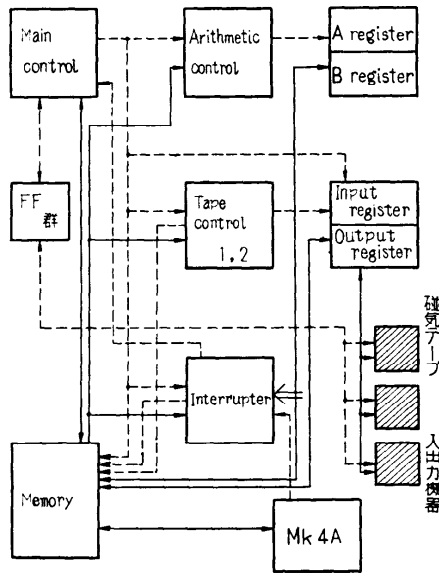 Main
control
Arithmetic
control
A register
B register
FF
群
Tape
control
1,2
Input
register
Output
register
磁気テープ
Interrupter
入出力機器
Memory
Mk 4A